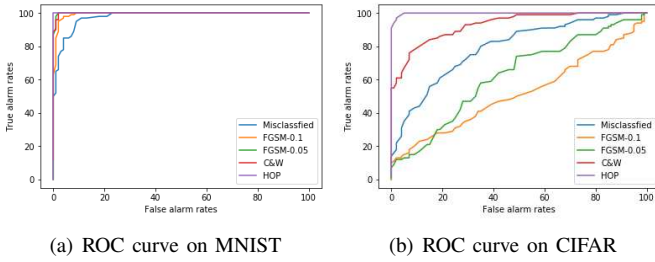 100
80
60
40
20
0
True alarm rates
Misclassfied
FGSM-0.1
FGSM-0.05
C&W
HOP
0 20 40 60 80 100
False alarm rates
(a) ROC curve on MNIST
100
80
60
40
20
0
True alarm rates
Misclassfied
FGSM-0.1
FGSM-0.05
C&W
HOP
0 20 40 60 80 100
False alarm rates
(b) ROC curve on CIFAR